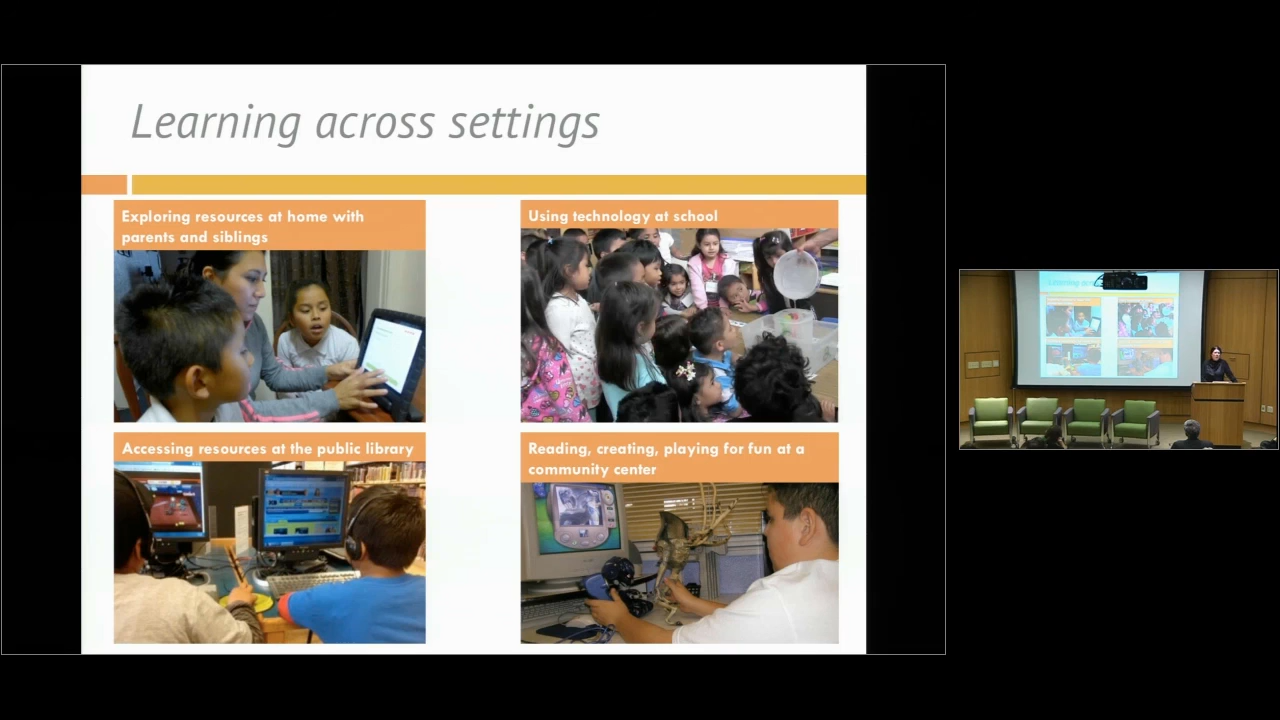 Learning across settings
Exploring resources at home with
parents and siblings
Using technology at school
Accessing resources at the public library
Reading, creating, playing for fun at a
community center